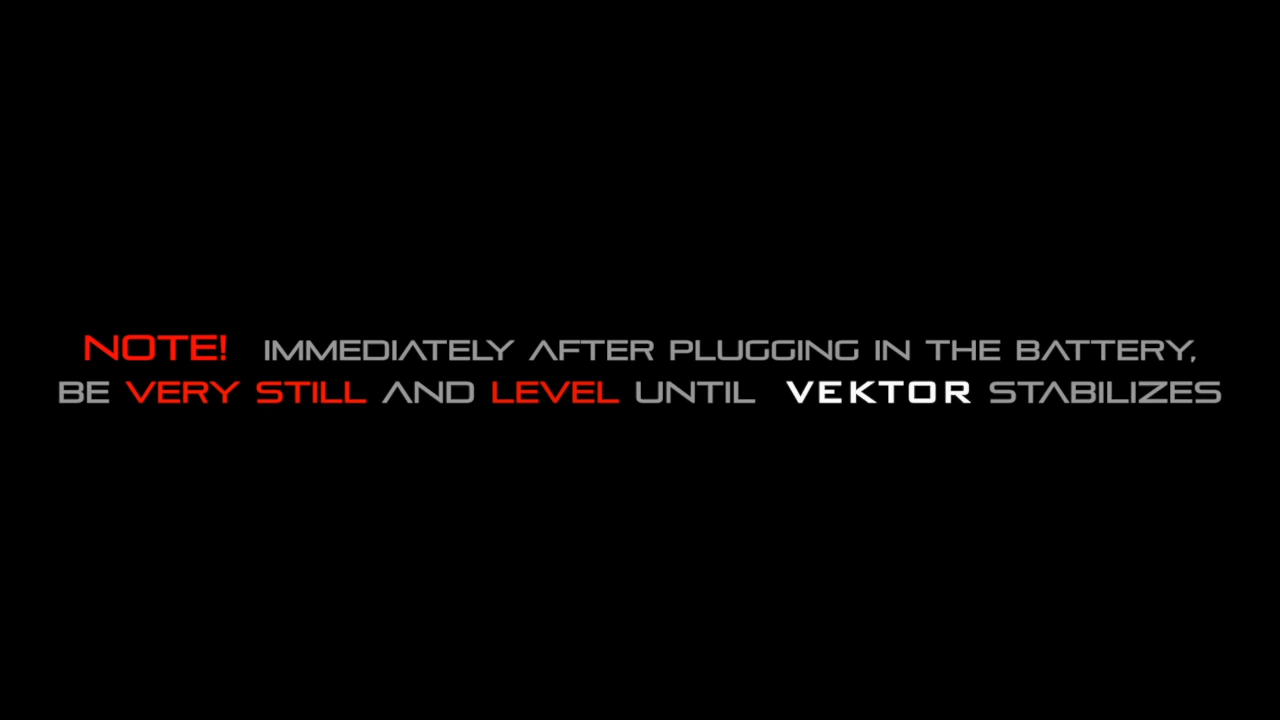 NOTE! IMMEDIATELY AFTER PLUGGING IN THE BATTERY,
BE VERY STILL AND LEVEL UNTIL VEKTOR STABILIZES